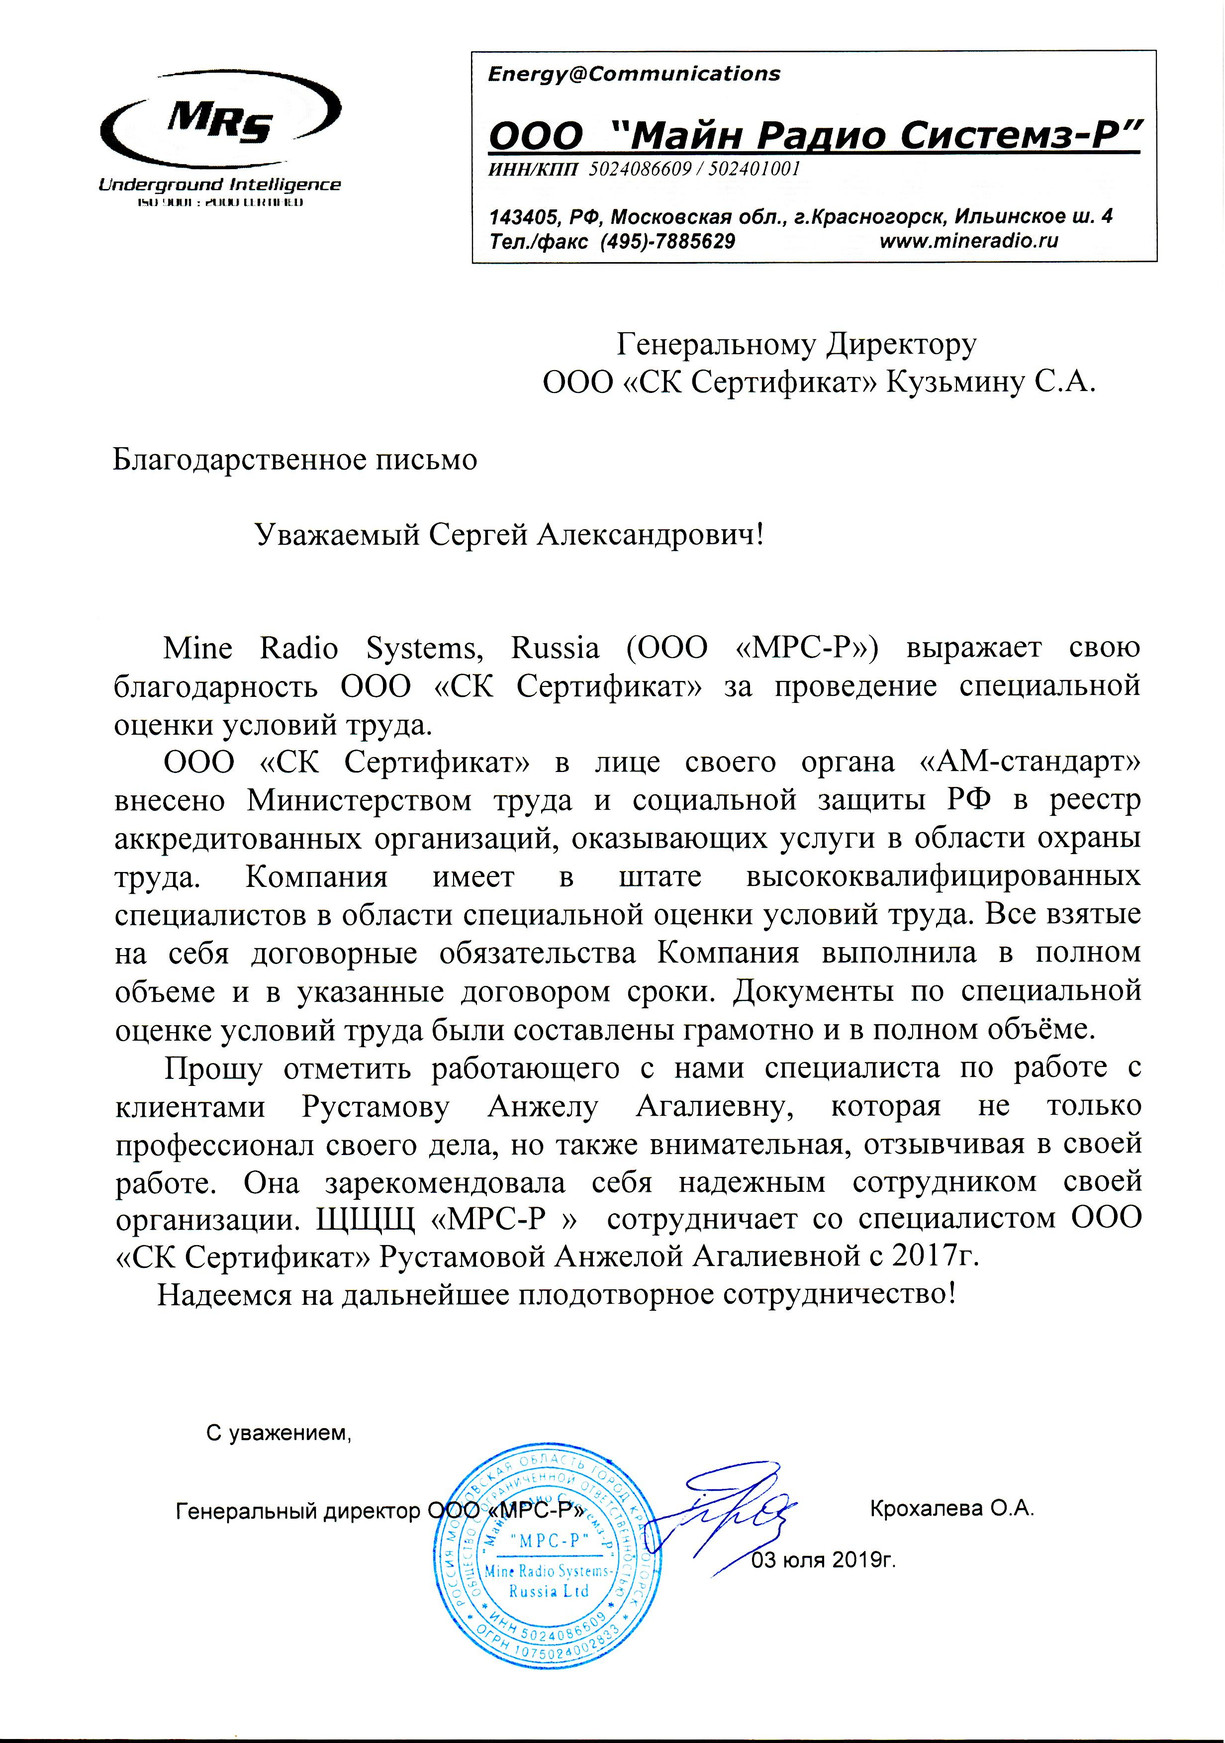 MRS
Underground Intelligence
ISO 9001 : 2000 CERTIFIED
Energy@Communications
ООО “Майн Радио Системз-Р”
ИНН/КПП 5024086609 / 502401001
143405, РФ, Московская обл., г.Красногорск, Ильинское ш. 4
Тел./факс (495)-7885629 www.mineradio.ru
Генеральному Директору
ООО «СК Сертификат» Кузьмину С.А.
Благодарственное письмо
Уважаемый Сергей Александрович!
Mine Radio Systems, Russia (ООО «МРС-Р») выражает свою
благодарность ООО «СК Сертификат» за проведение специальной
оценки условий труда.
ООО «СК Сертификат» в лице своего органа «АМ-стандарт»
внесено Министерством труда и социальной защиты РФ в реестр
аккредитованных организаций, оказывающих услуги в области охраны
труда. Компания имеет в штате высококвалифицированных
специалистов в области специальной оценки условий труда. Все взятые
на себя договорные обязательства Компания выполнила в полном
объеме и в указанные договором сроки. Документы по специальной
оценке условий труда были составлены грамотно и в полном объёме.
Прошу отметить работающего с нами специалиста по работе с
клиентами Рустамову Анжелу Агалиевну, которая не только
профессионал своего дела, но также внимательная, отзывчивая в своей
работе. Она зарекомендовала себя надежным сотрудником своей
организации. ЩЩЩ «МРС-Р » сотрудничает со специалистом ООО
«СК Сертификат» Рустамовой Анжелой Агалиевной с 2017г.
Надеемся на дальнейшее плодотворное сотрудничество!
С уважением,
Генеральный директор ООО «МРС-Р» Крохалева О.А.
03 юля 2019г.
РОССИЯ МОСКОВСКАЯ ОБЛАСТЬ ГОРОД КРАСНОГОРСК
ОБЩЕСТВО С ОГРАНИЧЕННОЙ ОТВЕТСТВЕННОСТЬЮ
"Майн Радио Системз-Р"
"МРС-Р"
Mine Radio Systems-
Russia Ltd
* ИНН 5024086609 *
* ОГРН 1075024002833 *